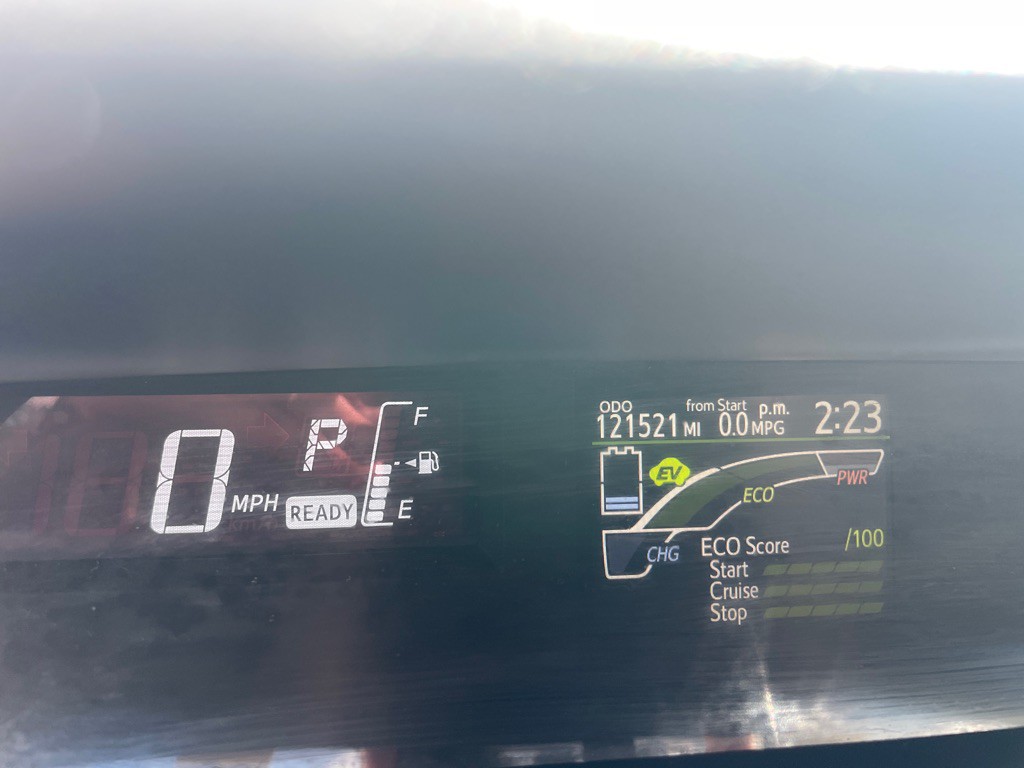 0 MPH
P
READY
F
E
ODO
121521 MI
from Start
0.0 MPG
p.m.
2:23
EV
PWR
ECO
CHG
ECO Score /100
Start
Cruise
Stop